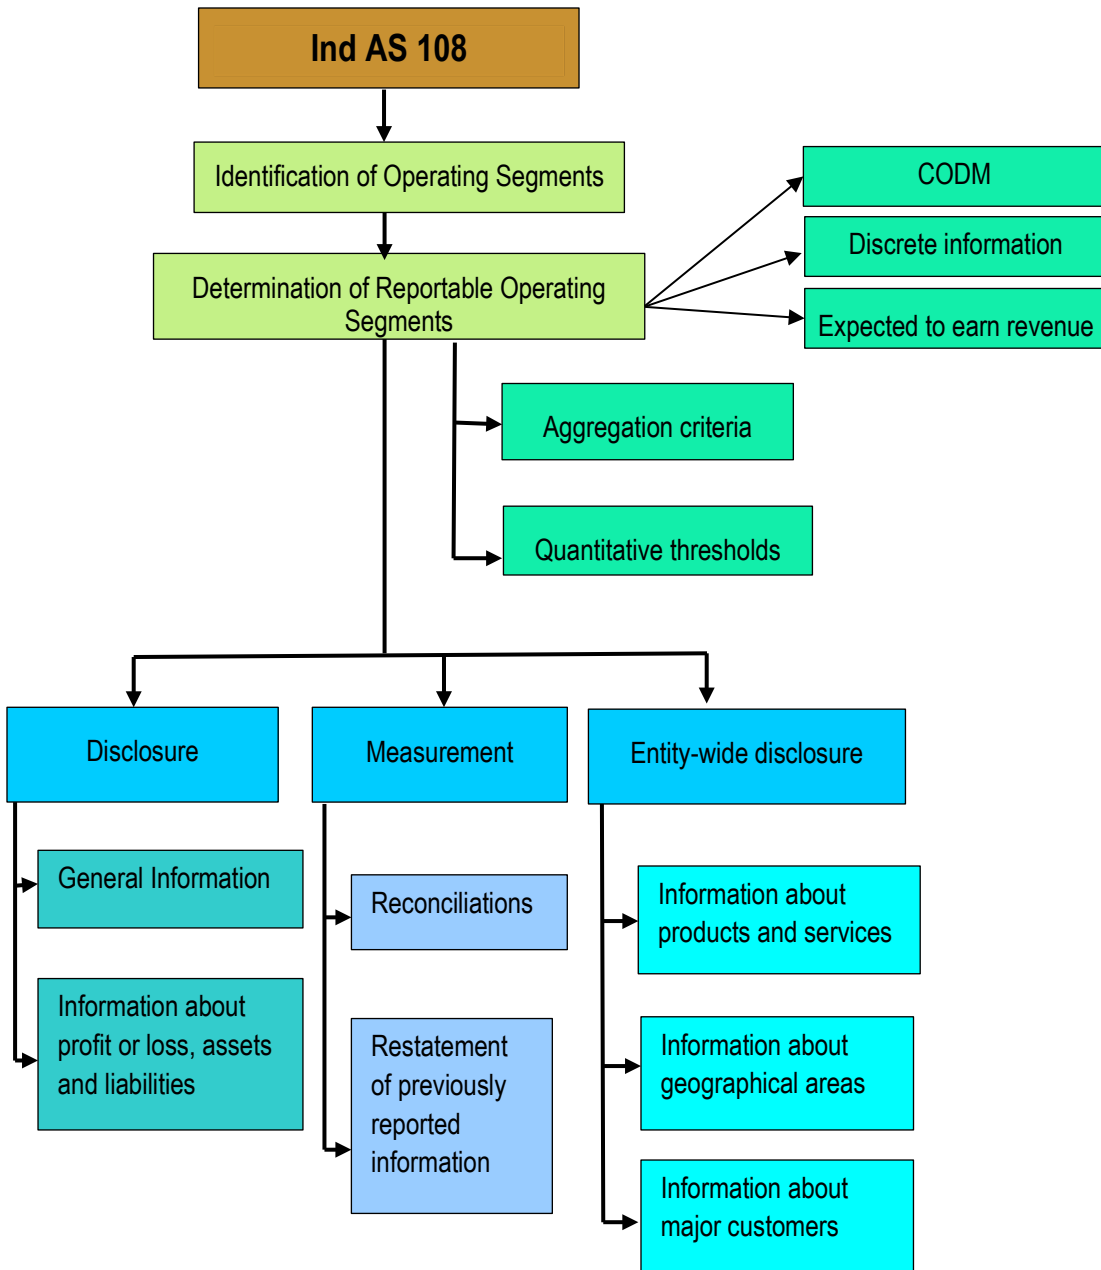 Ind AS 108
Identification of Operating Segments
CODM
Discrete information
Determination of Reportable Operating
Segments
Expected to earn revenue
Aggregation criteria
Quantitative thresholds
Disclosure
Measurement
Entity-wide disclosure
General Information
Information about
profit or loss, assets
and liabilities
Reconciliations
Restatement
of previously
reported
information
Information about
products and services
Information about
geographical areas
Information about
major customers